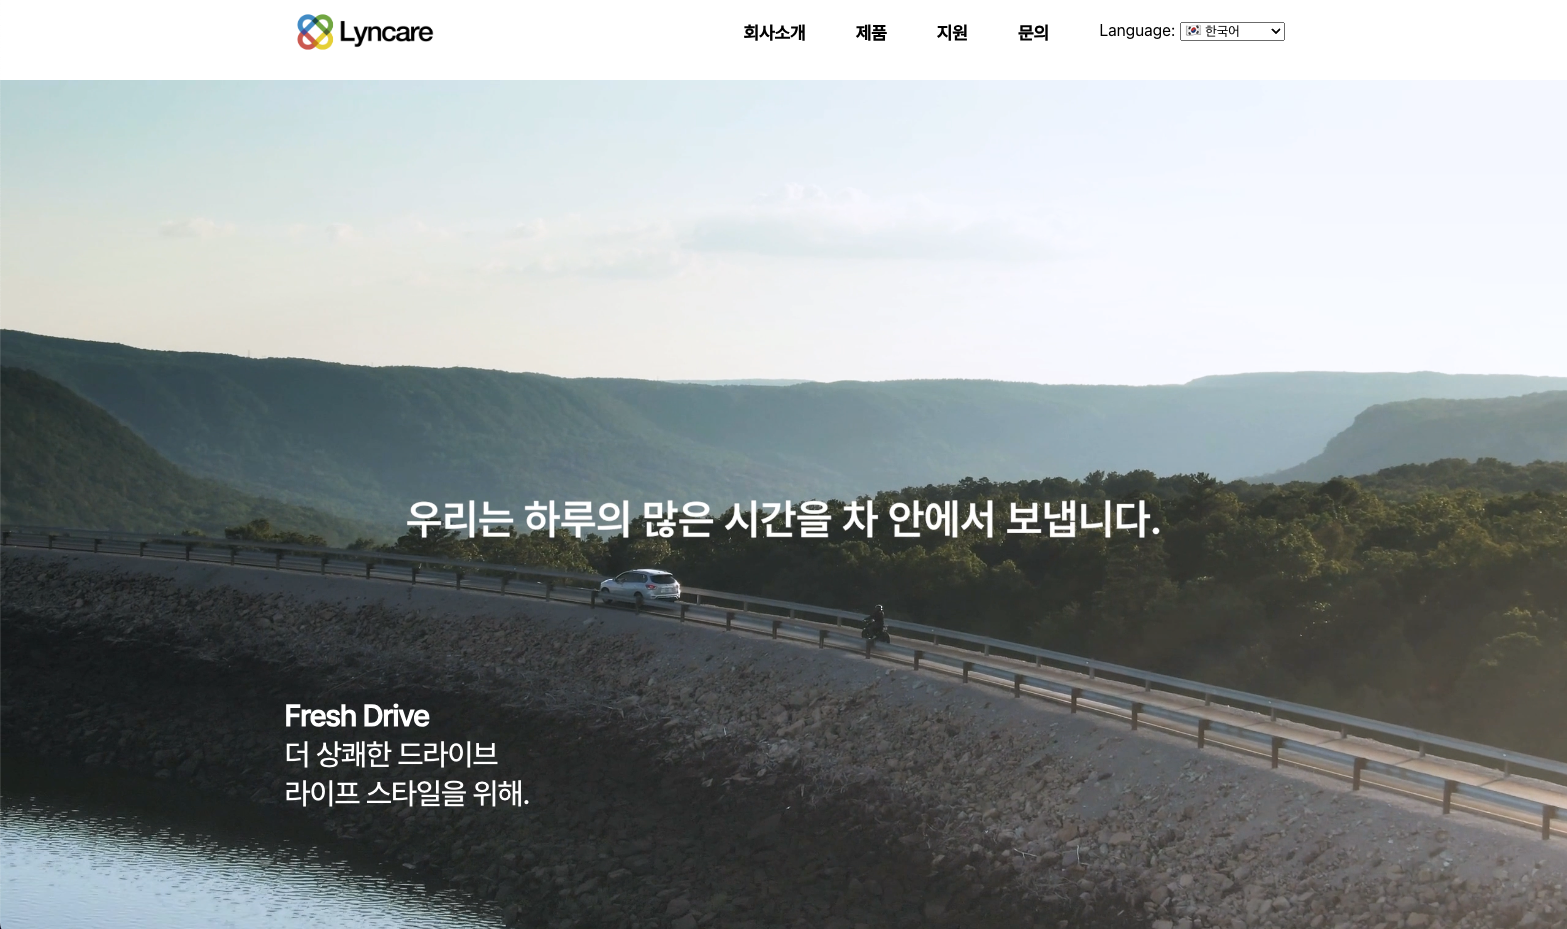 Lyncare
회사소개
제품
지원
문의
Language: 한국어
우리는 하루의 많은 시간을 차 안에서 보냅니다.
Fresh Drive
더 상쾌한 드라이브
라이프 스타일을 위해.